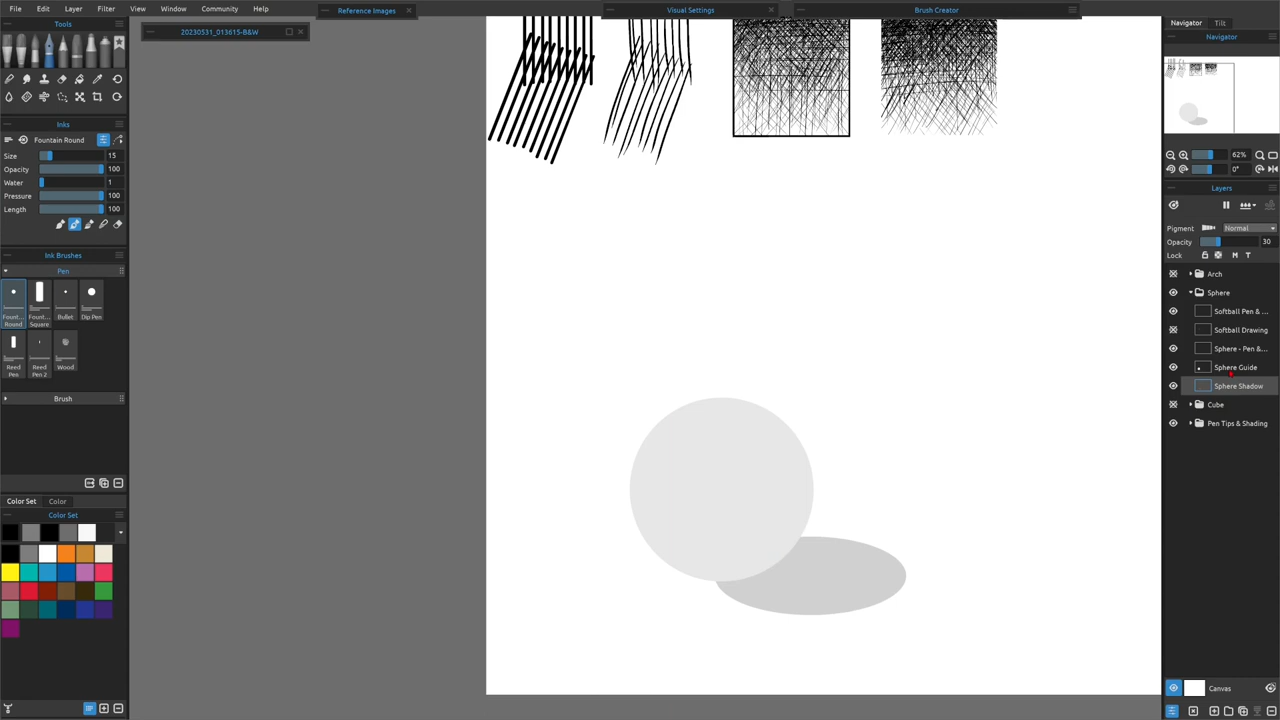 File Edit Layer Filter View Window Community Help
Reference Images
Visual Settings
Brush Creator
20230531_013615-B&W
Tools
Inks
Fountain Round
Size 15
Opacity 100
Water 1
Pressure 100
Length 100
Ink Brushes
Pen
Fount... Fount... Bullet Dip Pen
Round Square
Reed Reed Wood
Pen Pen 2
Brush
Color Set Color
Color Set
Navigator Tilt
Navigator
62%
0°
Layers
Pigment Normal
Opacity 30
Lock M T
Arch
Sphere
Softball Pen & ...
Softball Drawing
Sphere - Pen &...
Sphere Guide
Sphere Shadow
Cube
Pen Tips & Shading
Canvas